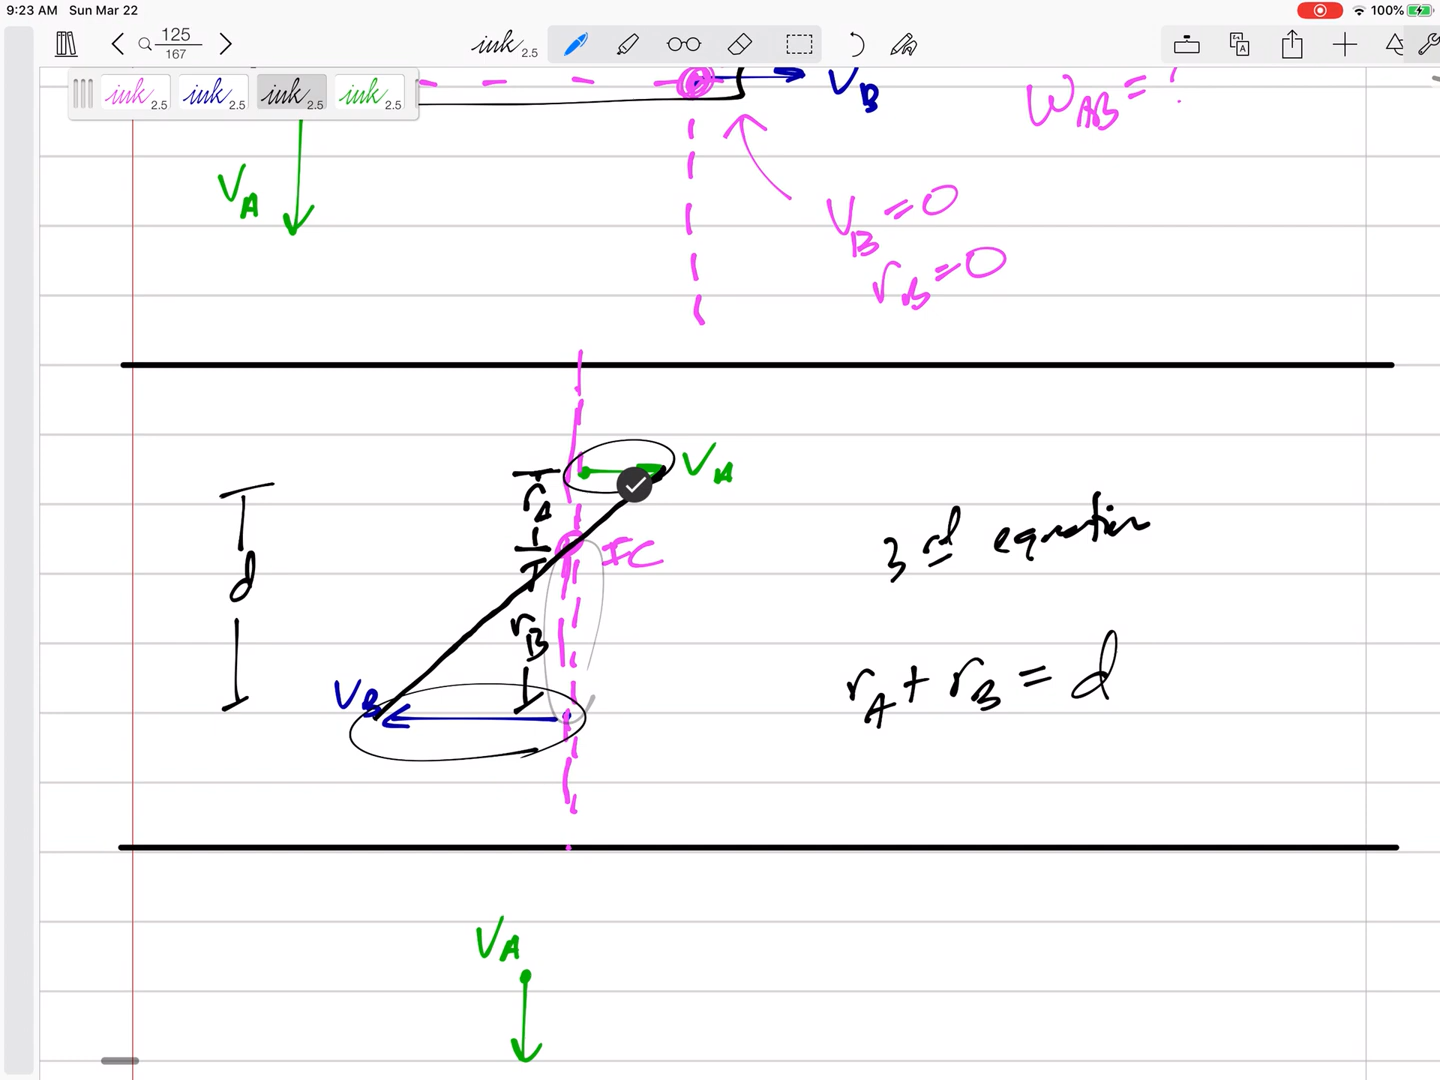 9:23 AM Sun Mar 22
100%
125
167
ink 2.5
ink 2.5
ink 2.5
ink 2.5
ink 2.5
V_B
ω_AB = ?
V_A
V_B = 0
r_B = 0
V_A
r_A
IC
3rd equation
d
r_B
r_A + r_B = d
V_B
V_A